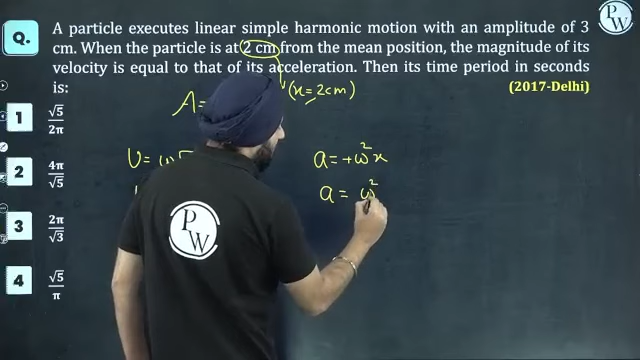 Q. A particle executes linear simple harmonic motion with an amplitude of 3
cm. When the particle is at 2 cm from the mean position, the magnitude of its
velocity is equal to that of its acceleration. Then its time period in seconds
is: (2017-Delhi)
A= (x=2cm)
1 √5/2π
2 4π/√5
3 2π/√3
4 √5/π
a=+ω²x
a= ω²
PW
PW